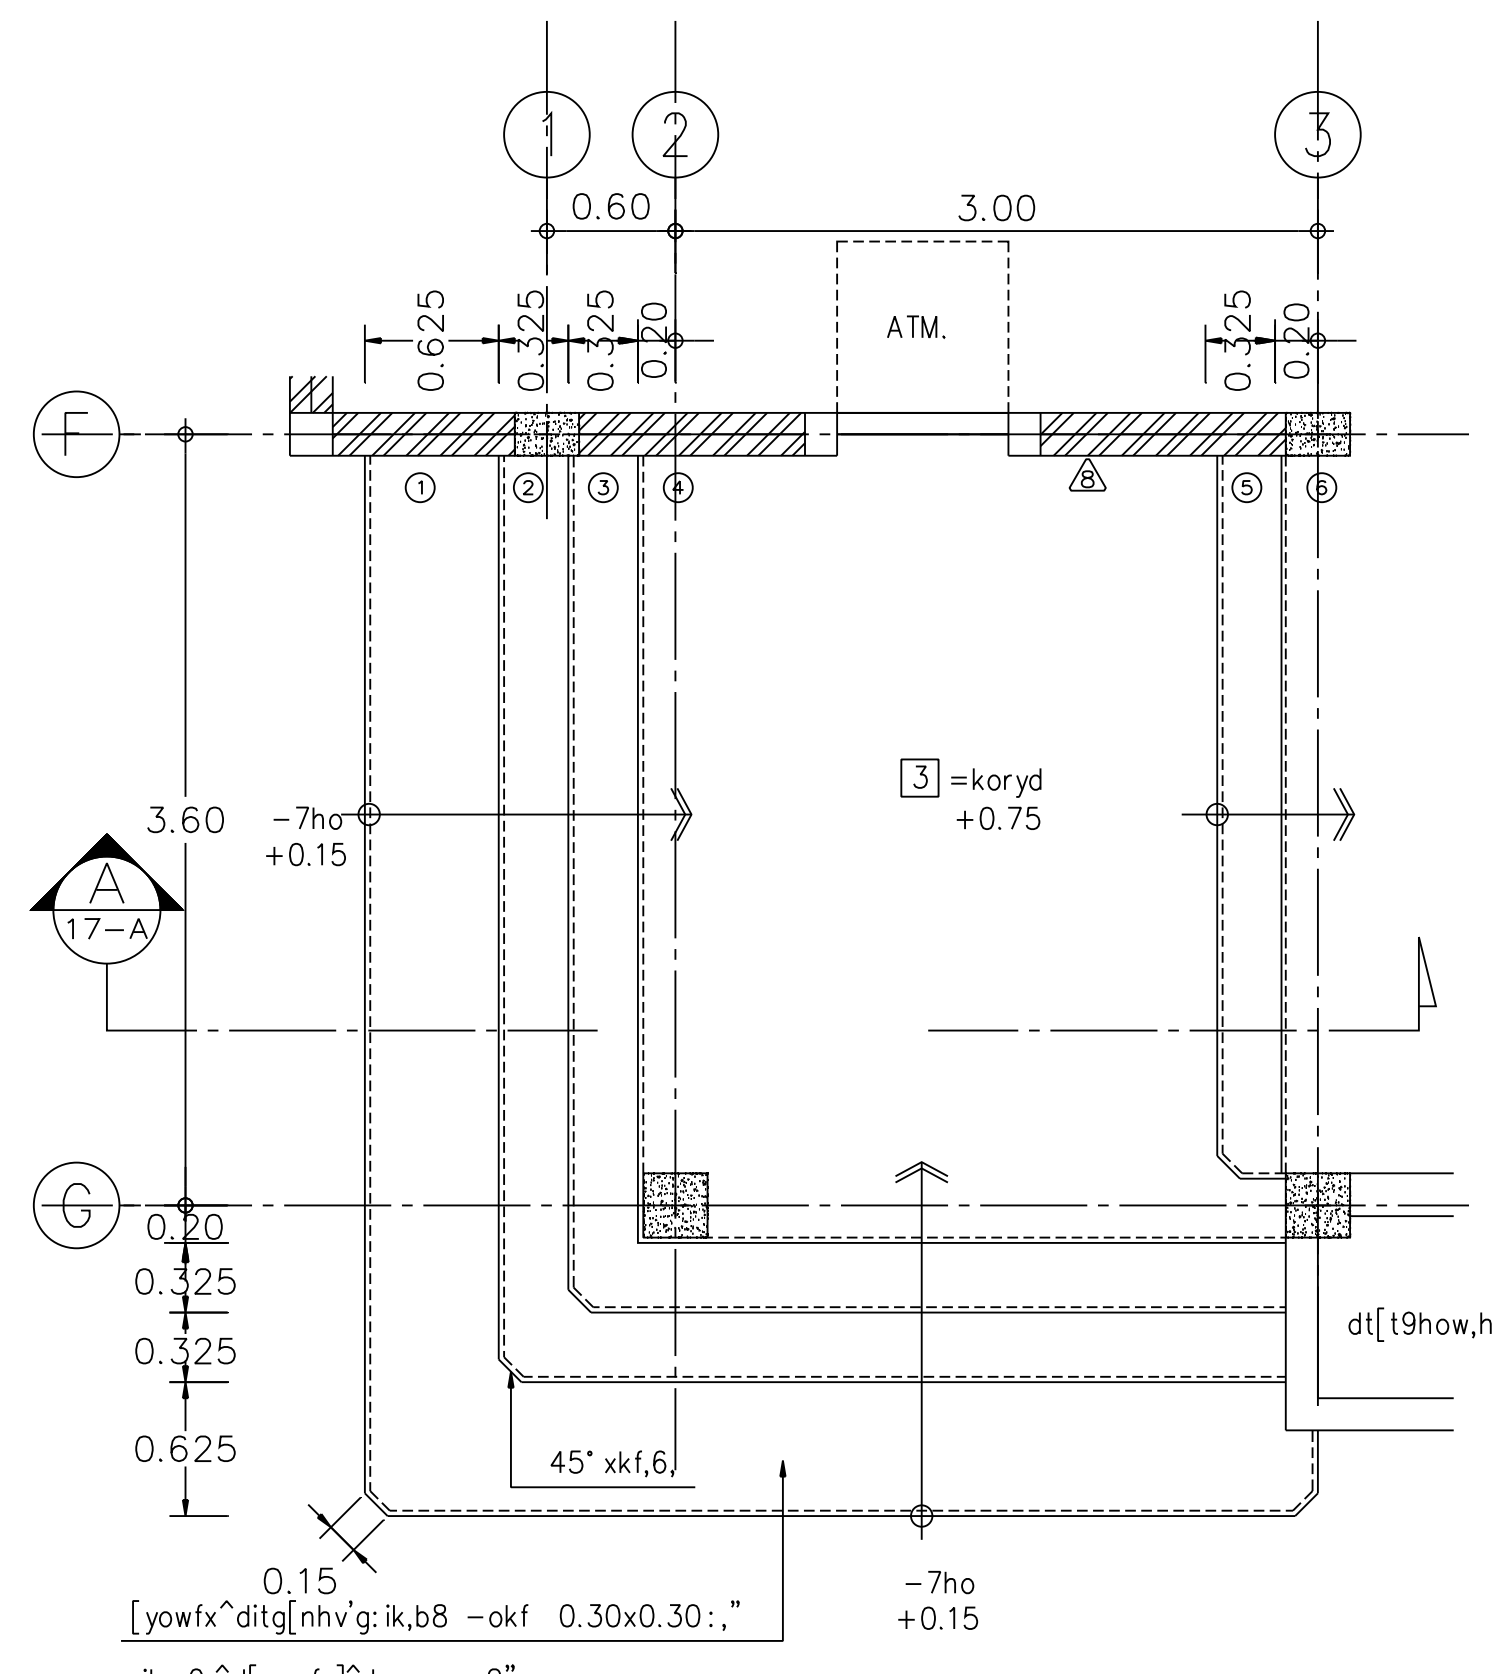 1 2 3
0.60 3.00
0.625 0.325 0.325 0.20 0.325 0.20
ATM.
F
1 2 3 4 8 5 6
3 =koryd
+0.75
3.60
-7ho
+0.15
A
17-A
G
0.20
0.325
dt[t9how,h
0.325
0.625
45° xkf,6,
0.15
-7ho
+0.15
[yowfx^ditg[nhv'g:ik,b8 -okf 0.30x0.30:,"